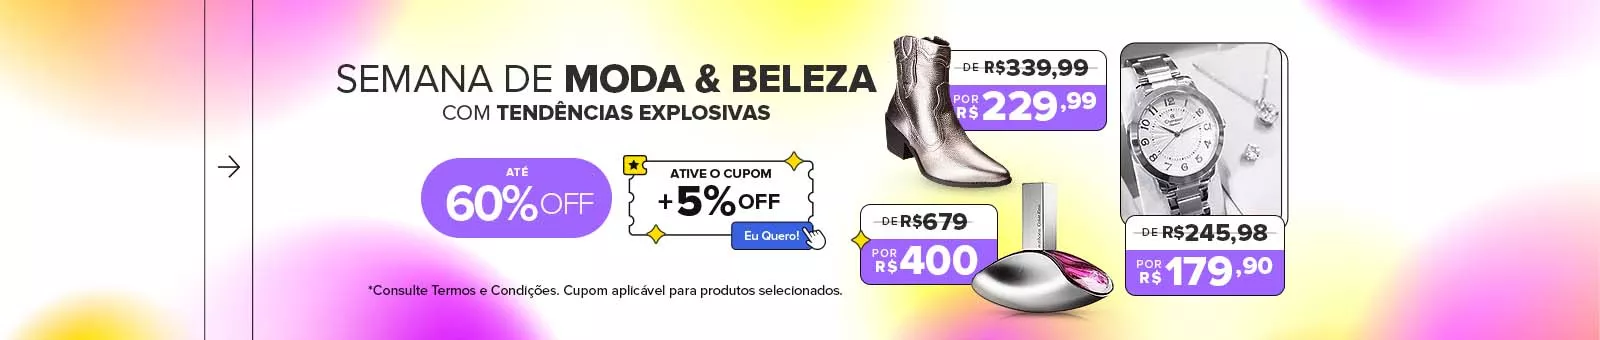 SEMANA DE MODA & BELEZA
COM TENDÊNCIAS EXPLOSIVAS
ATÉ
60% OFF
ATIVE O CUPOM
+5% OFF
Eu Quero!
*Consulte Termos e Condições. Cupom aplicável para produtos selecionados.
DE R$339,99
POR R$ 229,99
DE R$679
POR R$ 400
DE R$245,98
POR R$ 179,90